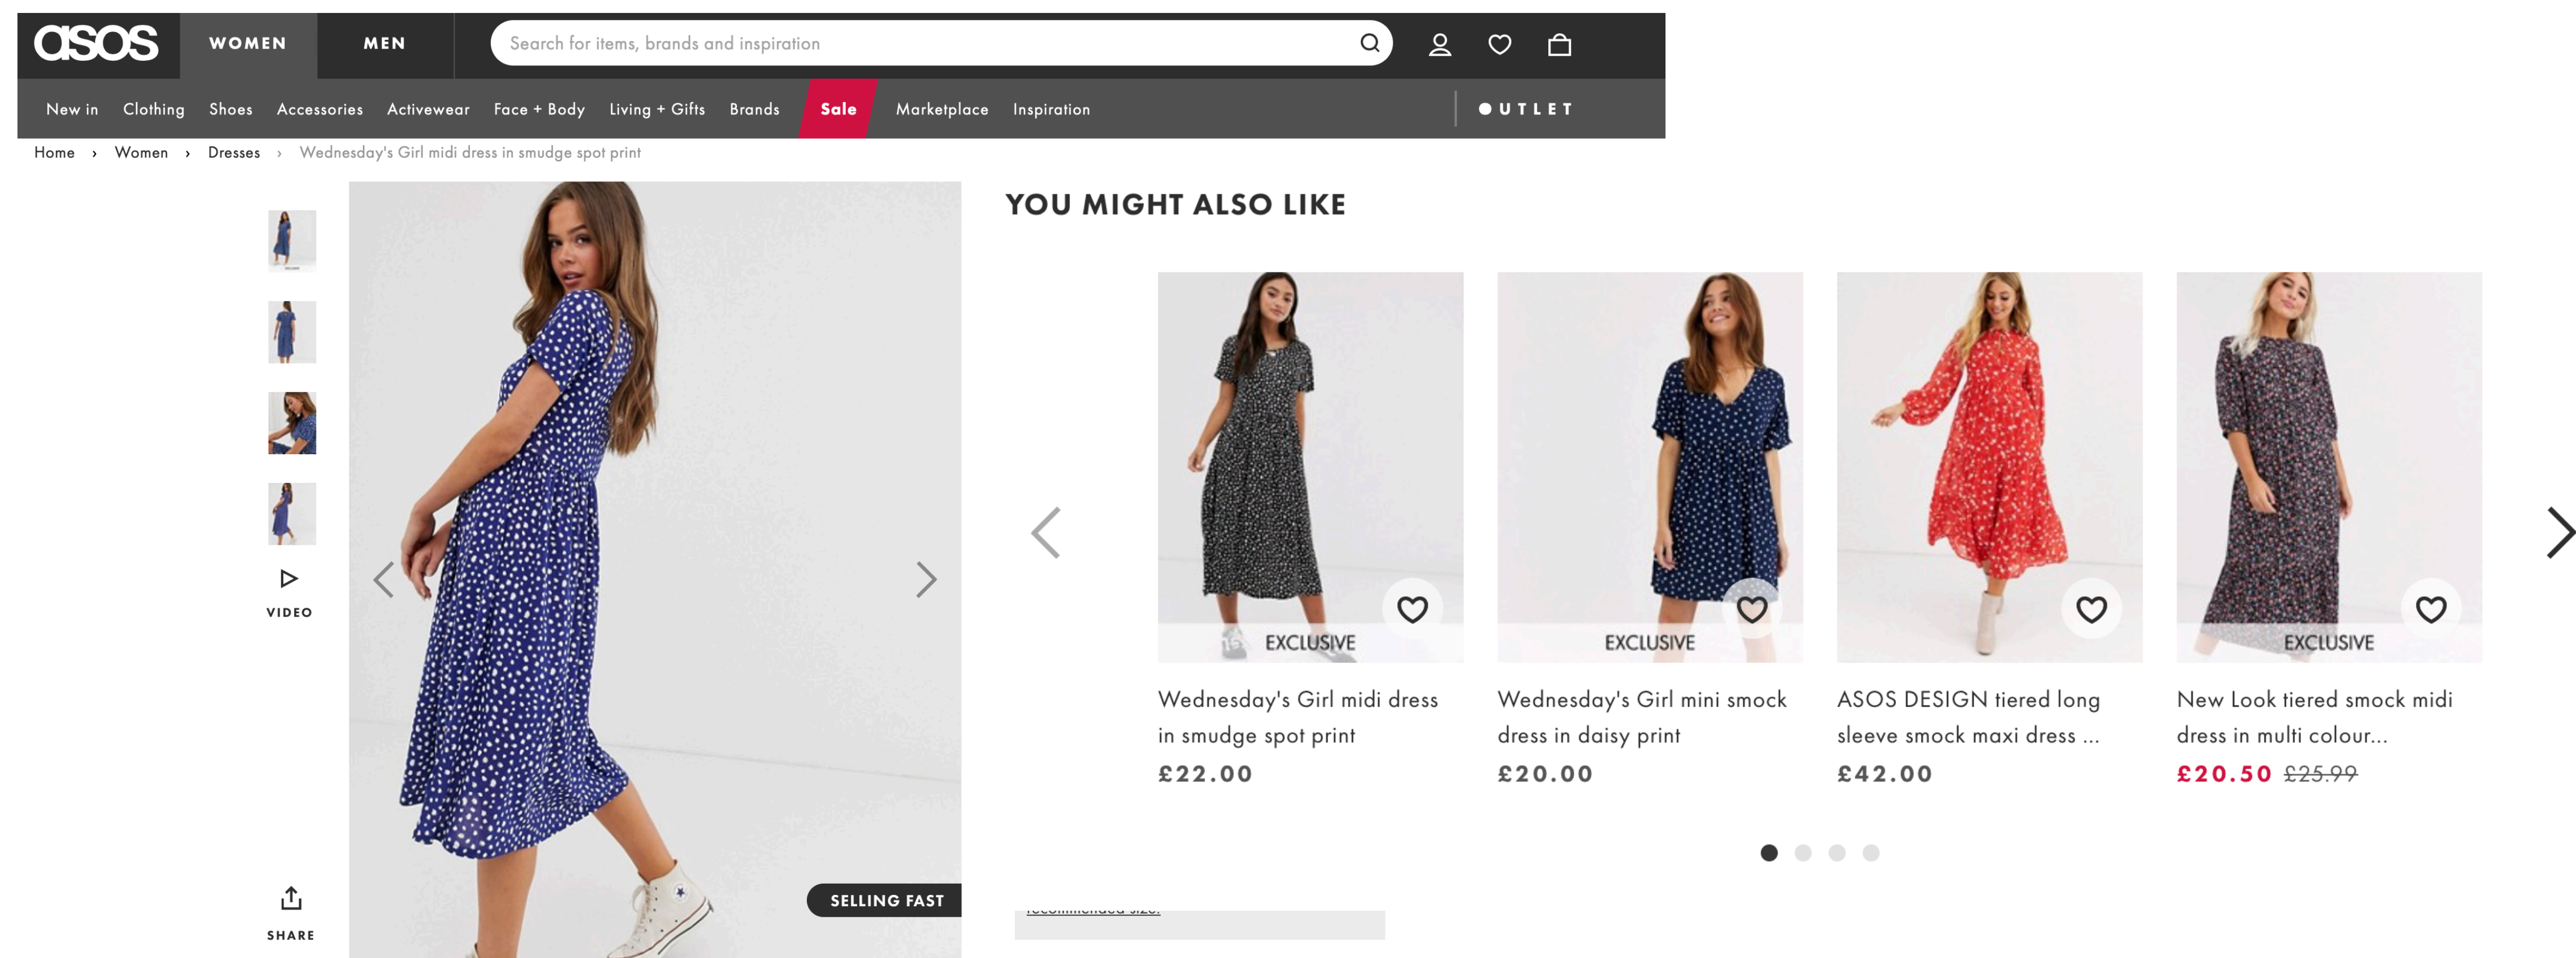 asos
WOMEN
MEN
Search for items, brands and inspiration
New in
Clothing
Shoes
Accessories
Activewear
Face + Body
Living + Gifts
Brands
Sale
Marketplace
Inspiration
OUTLET
Home › Women › Dresses › Wednesday's Girl midi dress in smudge spot print
VIDEO
SHARE
SELLING FAST
YOU MIGHT ALSO LIKE
EXCLUSIVE
Wednesday's Girl midi dress
in smudge spot print
£22.00
EXCLUSIVE
Wednesday's Girl mini smock
dress in daisy print
£20.00
ASOS DESIGN tiered long
sleeve smock maxi dress ...
£42.00
EXCLUSIVE
New Look tiered smock midi
dress in multi colour...
£20.50 £25.99
recommended size.